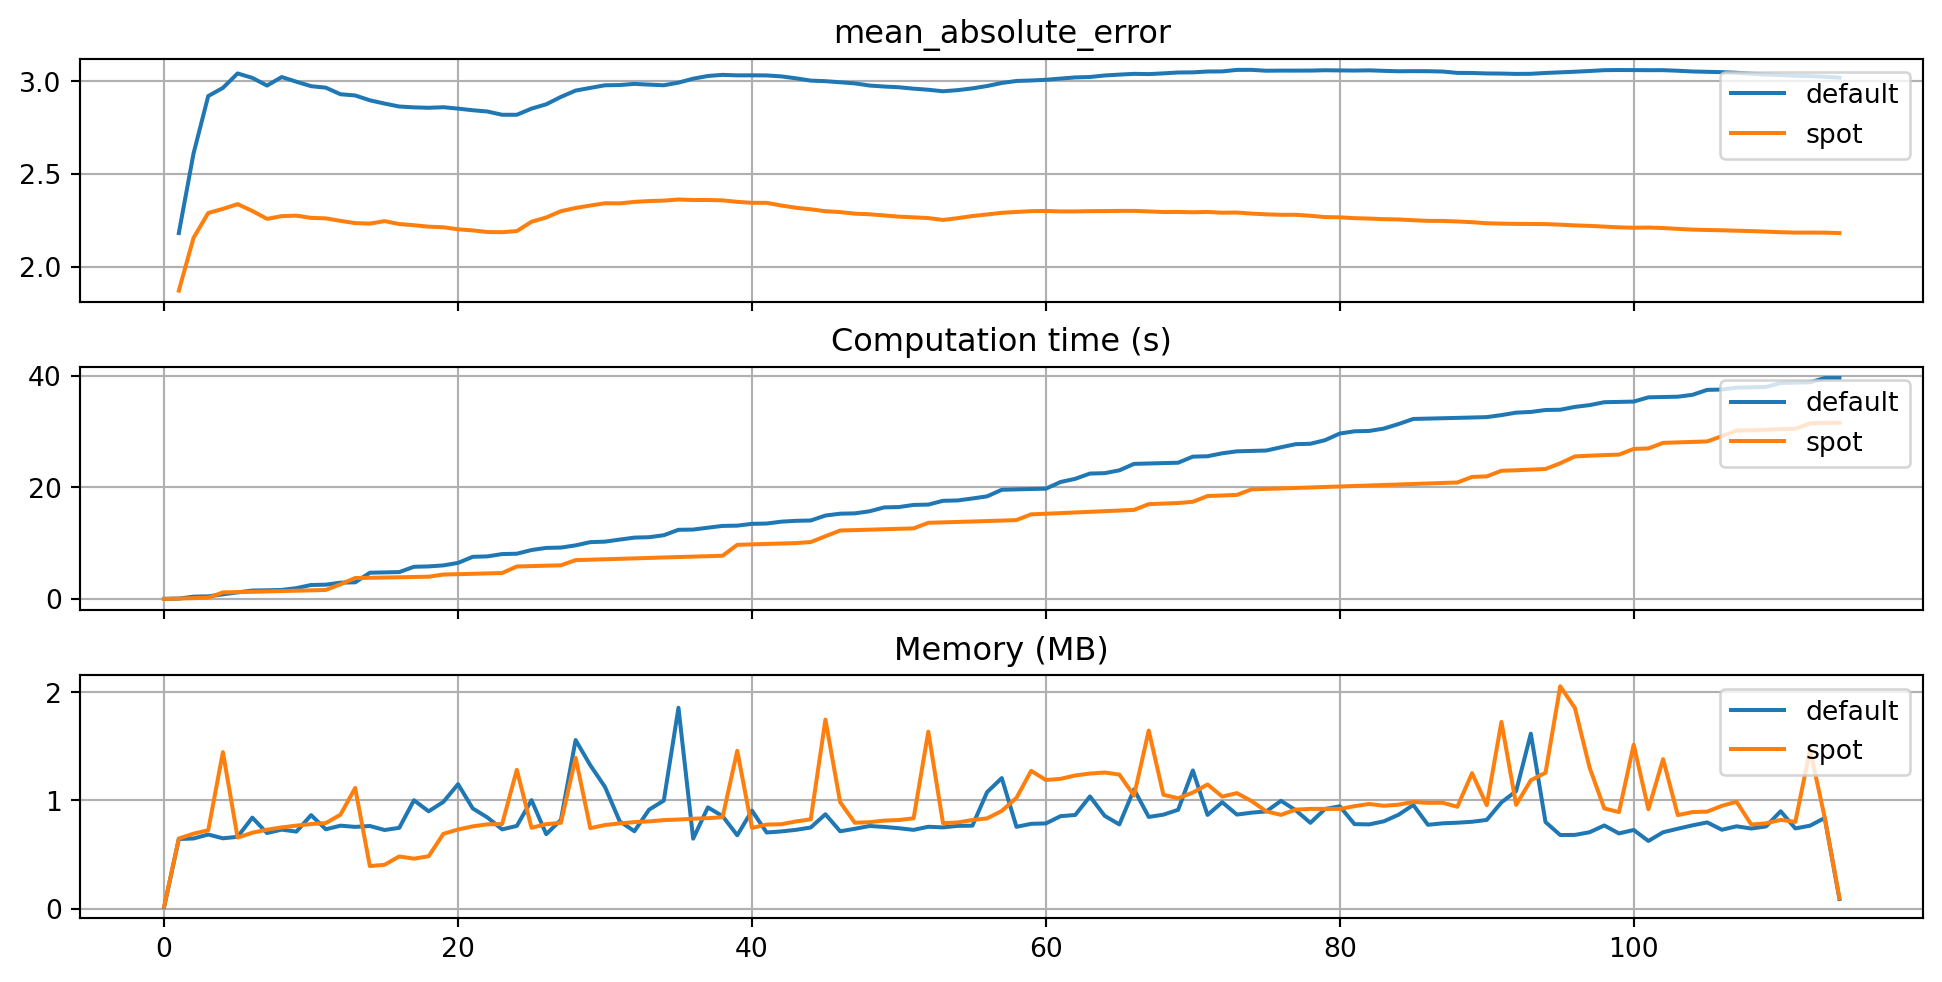 mean_absolute_error
3.0
2.5
2.0
default
spot
Computation time (s)
40
20
0
default
spot
Memory (MB)
2
1
0
default
spot
0 20 40 60 80 100